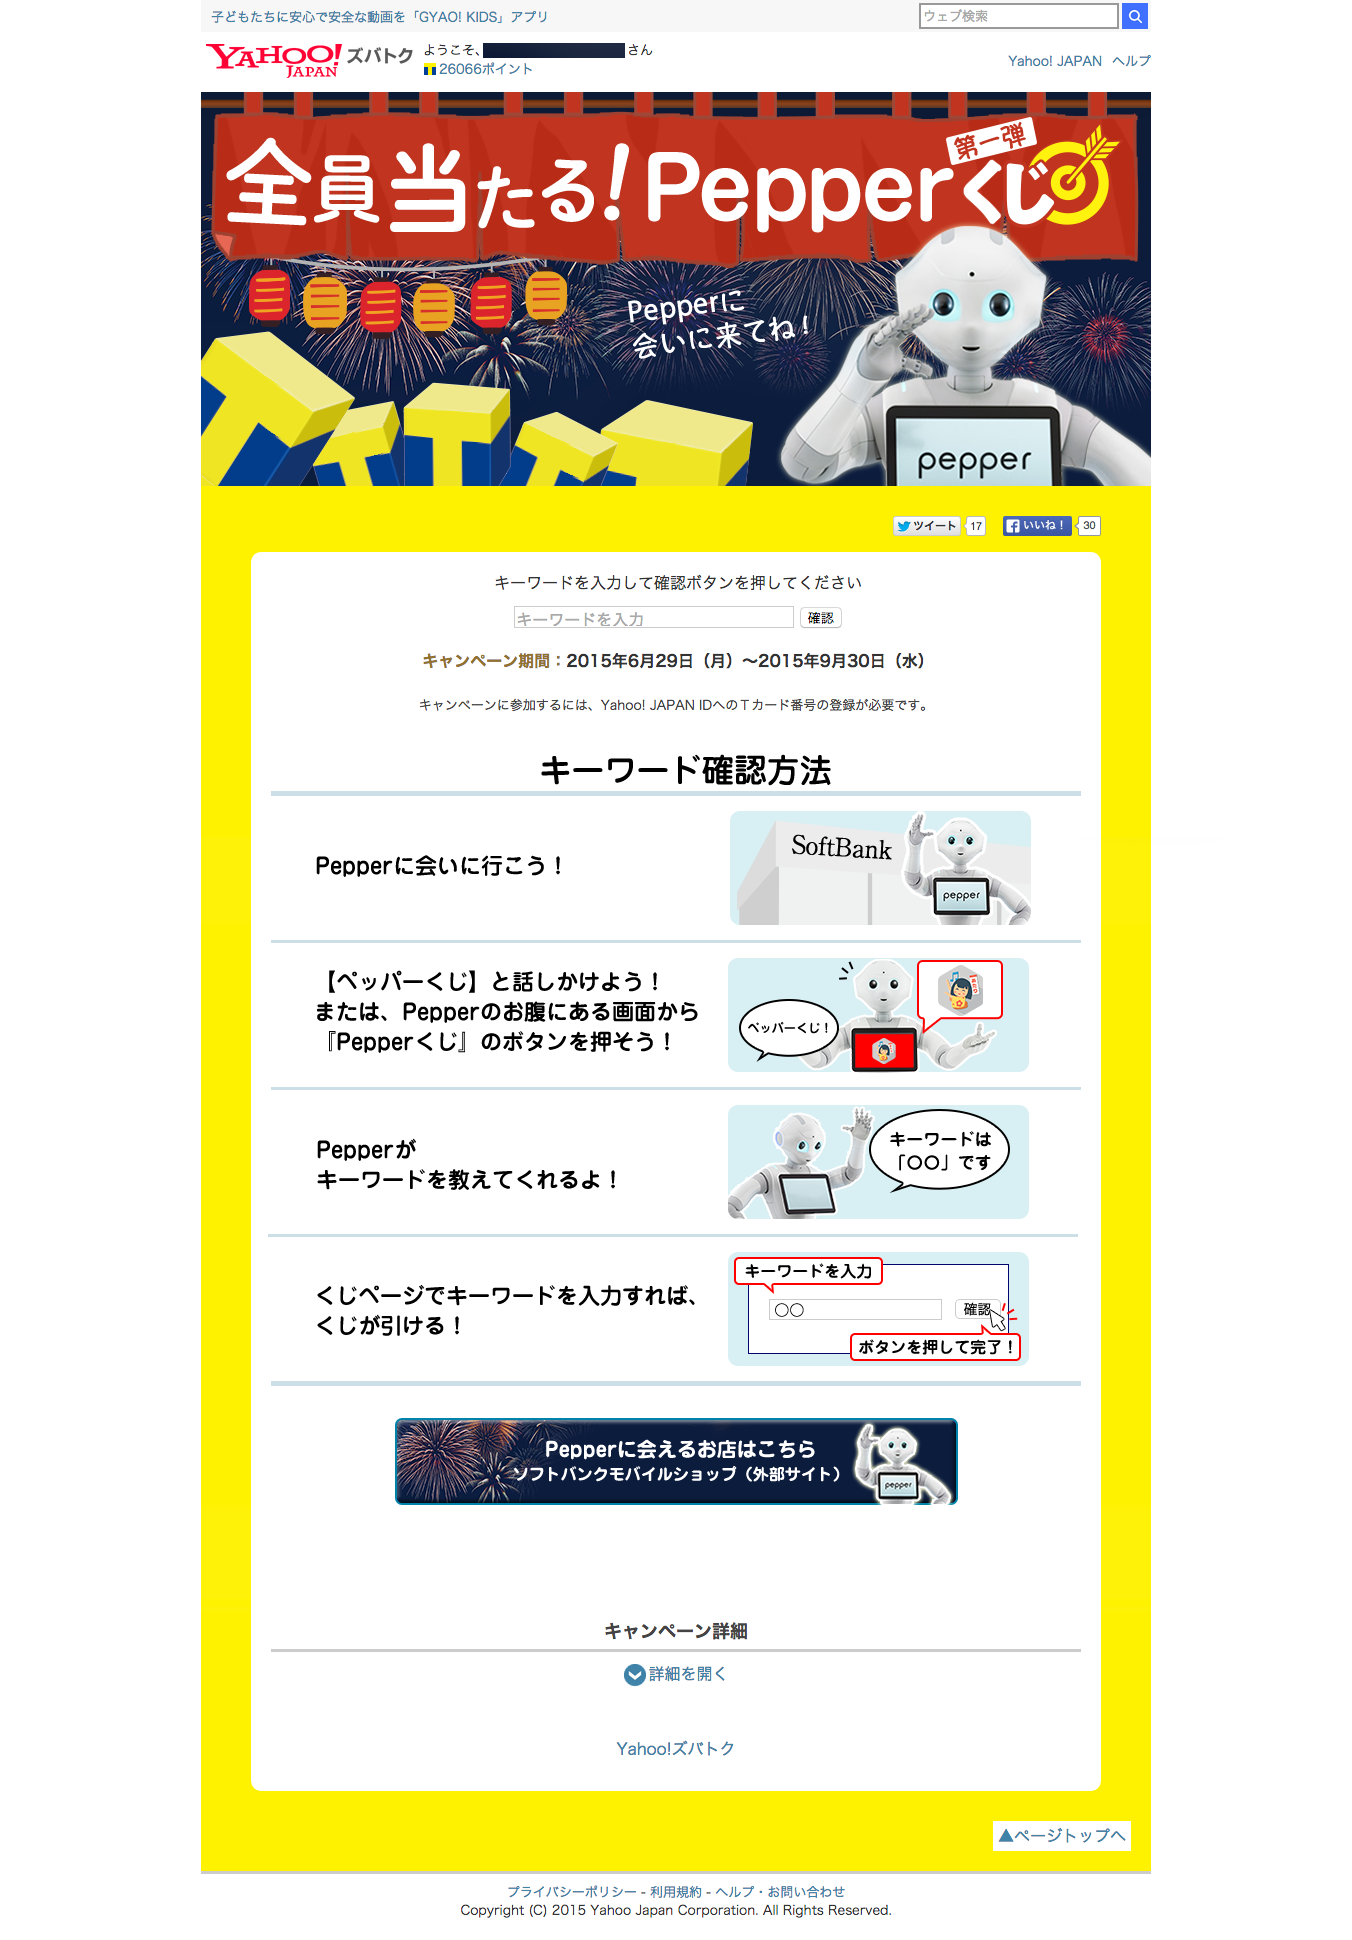 子どもたちに安心で安全な動画を「GYAO! KIDS」アプリ
ウェブ検索
YAHOO! JAPAN ズバトク
ようこそ、 さん
26066ポイント
Yahoo! JAPAN ヘルプ
第一弾
全員当たる!Pepperくじ
Pepperに
会いに来てね!
pepper
ツイート 17 いいね! 30
キーワードを入力して確認ボタンを押してください
キーワードを入力 確認
キャンペーン期間:2015年6月29日(月)〜2015年9月30日(水)
キャンペーンに参加するには、Yahoo! JAPAN IDへのTカード番号の登録が必要です。
キーワード確認方法
Pepperに会いに行こう!
SoftBank
pepper
【ペッパーくじ】と話しかけよう!
または、Pepperのお腹にある画面から
『Pepperくじ』のボタンを押そう!
ペッパーくじ!
Pepperが
キーワードを教えてくれるよ!
キーワードは
「〇〇」です
くじページでキーワードを入力すれば、
くじが引ける!
キーワードを入力
〇〇 確認
ボタンを押して完了!
Pepperに会えるお店はこちら
ソフトバンクモバイルショップ(外部サイト)
pepper
キャンペーン詳細
詳細を開く
Yahoo!ズバトク
▲ページトップへ
プライバシーポリシー - 利用規約 - ヘルプ・お問い合わせ
Copyright (C) 2015 Yahoo Japan Corporation. All Rights Reserved.